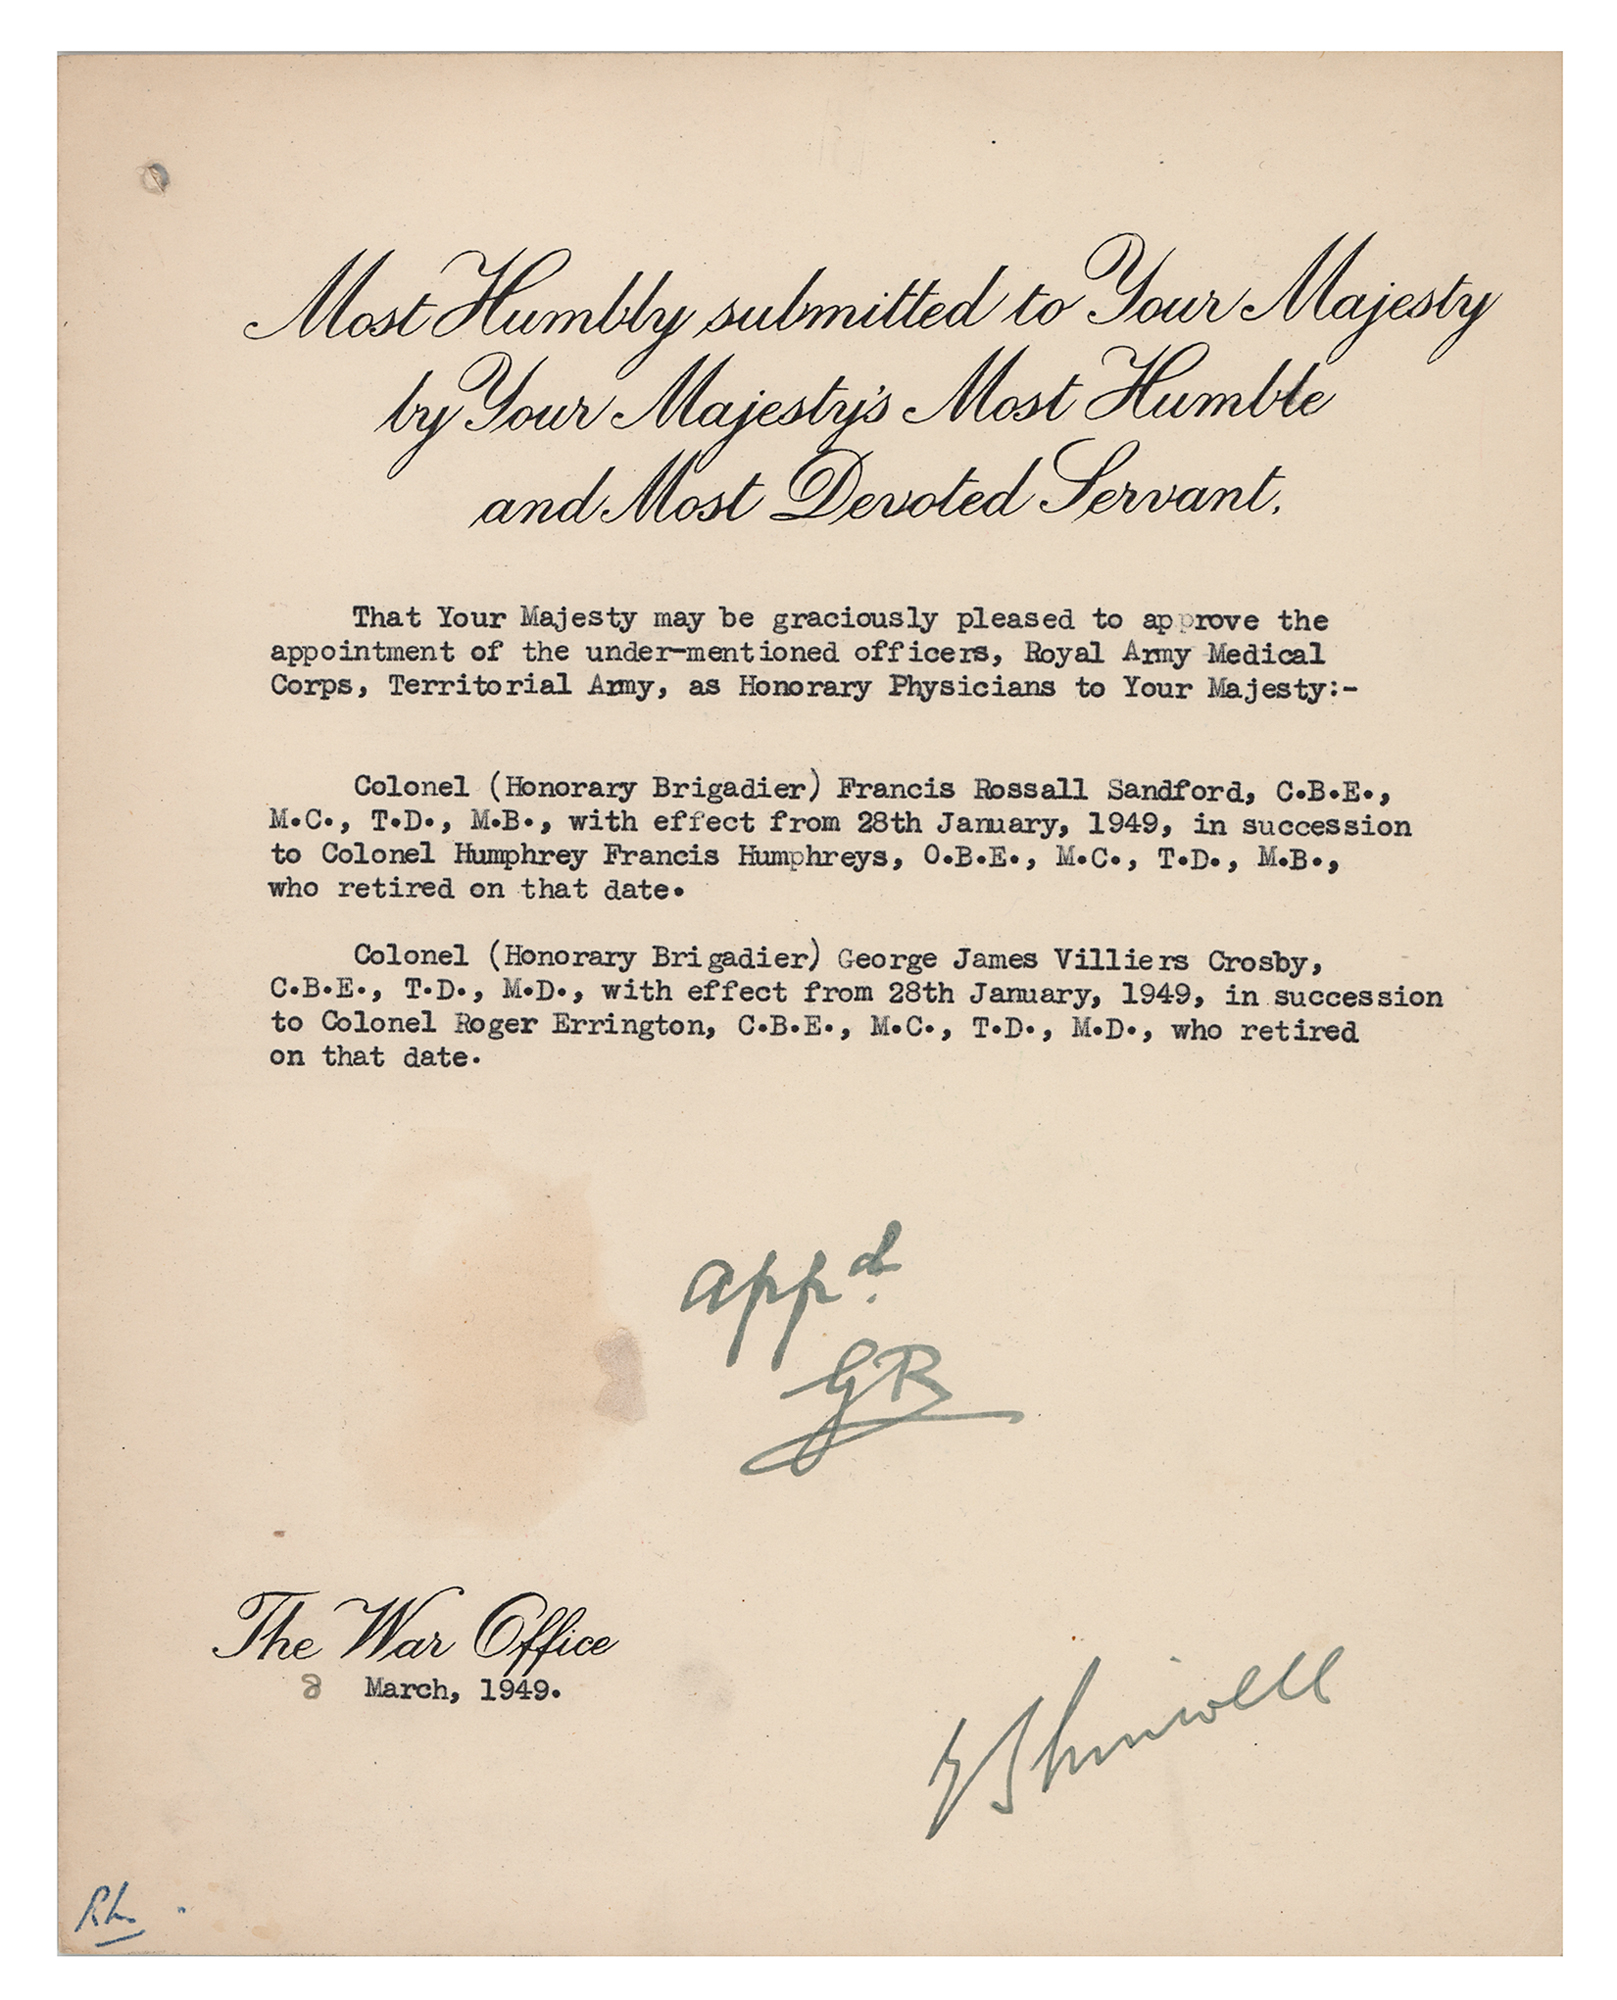 Most Humbly submitted to Your Majesty
by Your Majesty's Most Humble
and Most Devoted Servant.
That Your Majesty may be graciously pleased to approve the
appointment of the under-mentioned officers, Royal Army Medical
Corps, Territorial Army, as Honorary Physicians to Your Majesty:-
Colonel (Honorary Brigadier) Francis Rossall Sandford, C.B.E.,
M.C., T.D., M.B., with effect from 28th January, 1949, in succession
to Colonel Humphrey Francis Humphreys, O.B.E., M.C., T.D., M.B.,
who retired on that date.
Colonel (Honorary Brigadier) George James Villiers Crosby,
C.B.E., T.D., M.D., with effect from 28th January, 1949, in succession
to Colonel Roger Errington, C.B.E., M.C., T.D., M.D., who retired
on that date.
appd.
GR
The War Office
8 March, 1949.
E Shinwell